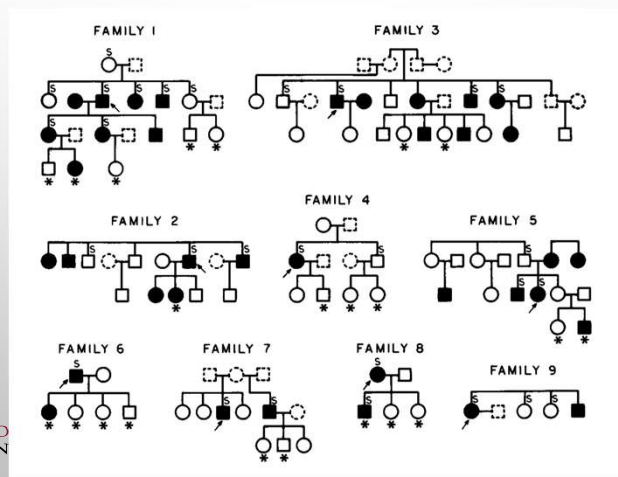 FAMILY 1
FAMILY 3
S
S S S S
S S S
S S
* *
* *
* * *
FAMILY 4
FAMILY 2
FAMILY 5
S S S
S S
S
S S
*
* * *
* *
FAMILY 6
FAMILY 7
FAMILY 8
FAMILY 9
S
S
S S
S S S
* * * *
* * *
* *
D
N